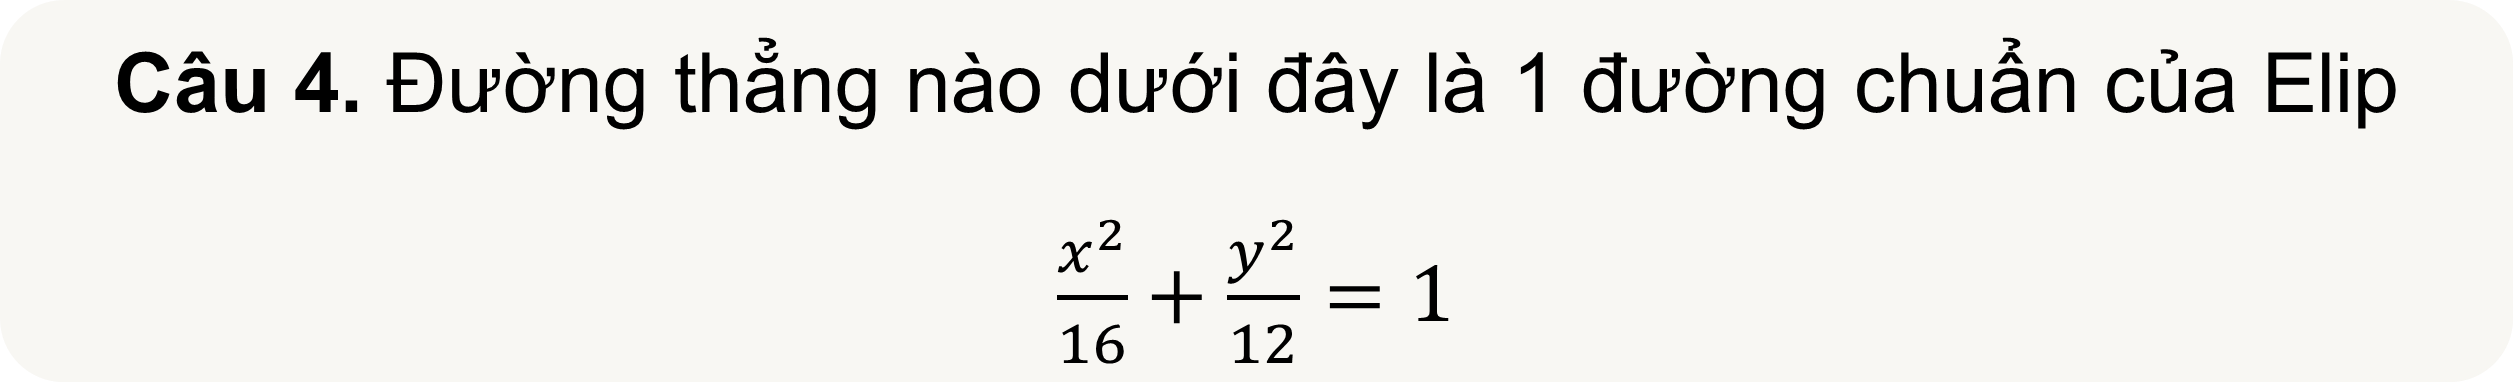 Câu 4. Đường thẳng nào dưới đây là 1 đường chuẩn của Elip
x²/16 + y²/12 = 1